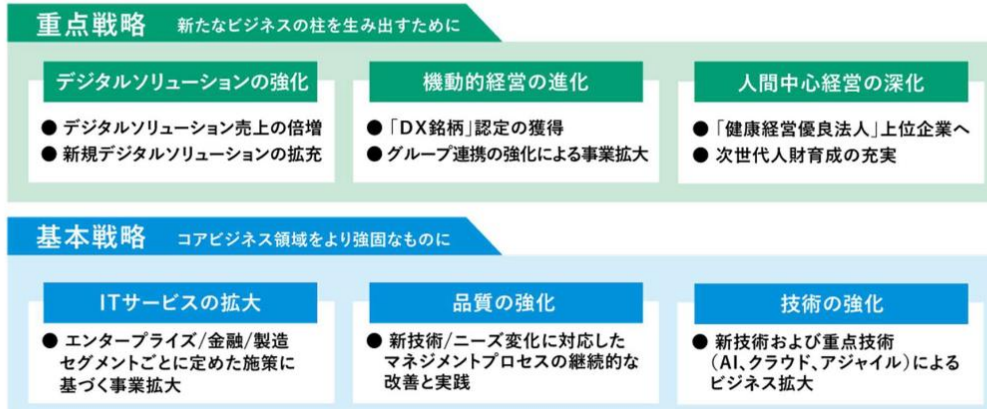 重点戦略 新たなビジネスの柱を生み出すために
デジタルソリューションの強化
● デジタルソリューション売上の倍増
● 新規デジタルソリューションの拡充
機動的経営の進化
● 「DX銘柄」認定の獲得
● グループ連携の強化による事業拡大
人間中心経営の深化
● 「健康経営優良法人」上位企業へ
● 次世代人財育成の充実
基本戦略 コアビジネス領域をより強固なものに
ITサービスの拡大
● エンタープライズ/金融/製造
セグメントごとに定めた施策に
基づく事業拡大
品質の強化
● 新技術/ニーズ変化に対応した
マネジメントプロセスの継続的な
改善と実践
技術の強化
● 新技術および重点技術
(AI、クラウド、アジャイル)による
ビジネス拡大